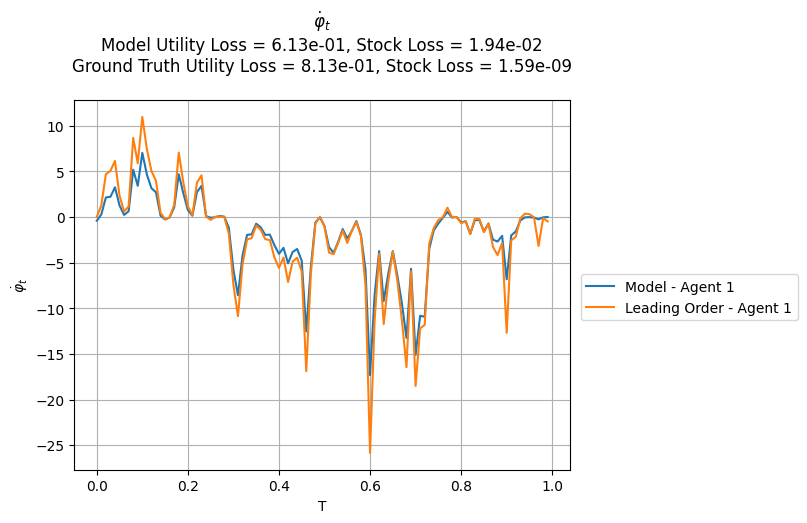 φ̇ₜ
Model Utility Loss = 6.13e-01, Stock Loss = 1.94e-02
Ground Truth Utility Loss = 8.13e-01, Stock Loss = 1.59e-09
10
5
0
−5
−10
−15
−20
−25
φ̇ₜ
0.0 0.2 0.4 0.6 0.8 1.0
T
Model - Agent 1
Leading Order - Agent 1